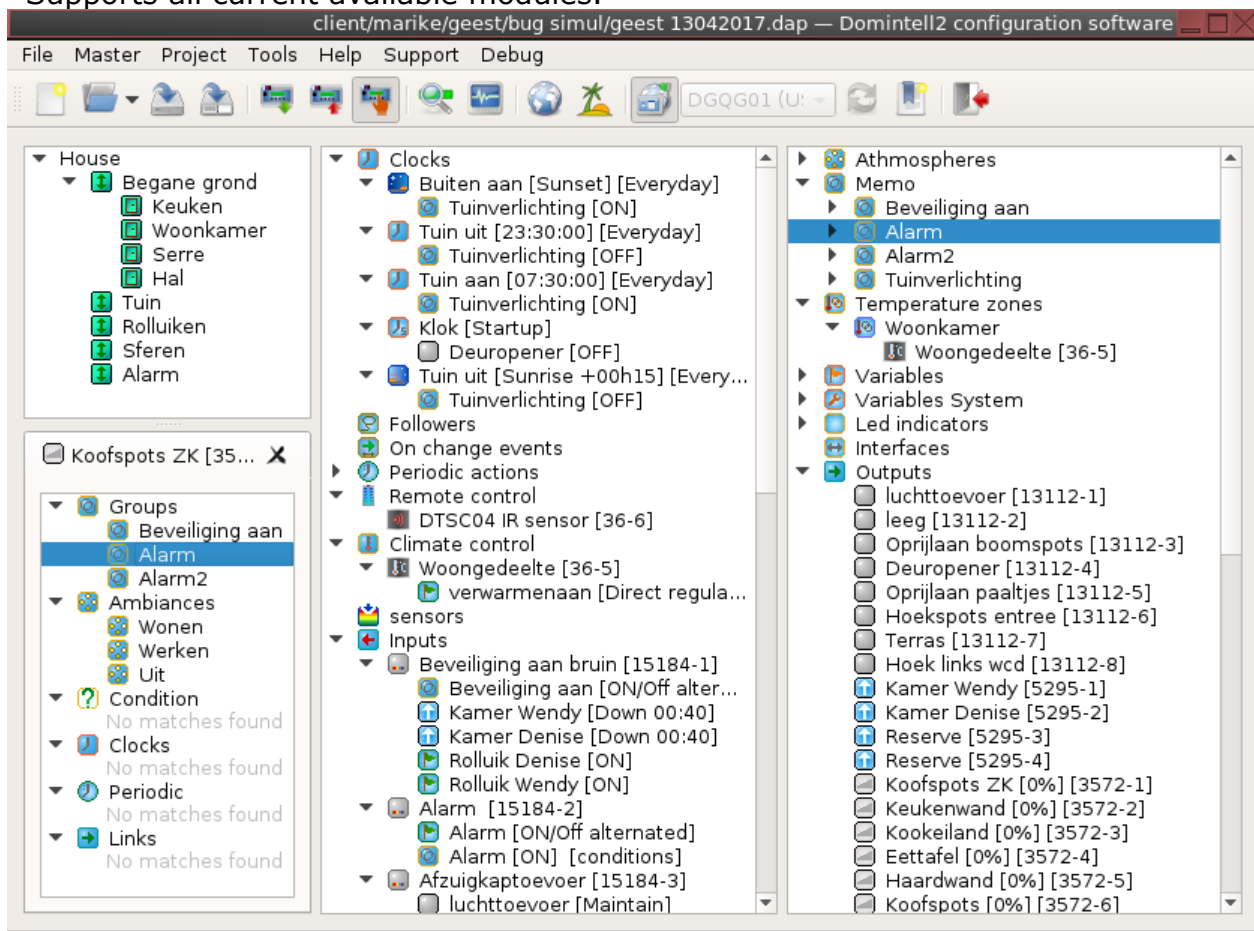 Supports all current available modules.
client/marike/geest/bug simul/geest 13042017.dap — Domintell2 configuration software
File Master Project Tools Help Support Debug
DGQG01 (U:
House
Begane grond
Keuken
Woonkamer
Serre
Hal
Tuin
Rolluiken
Sferen
Alarm
Koofspots ZK [35...
Groups
Beveiliging aan
Alarm
Alarm2
Ambiances
Wonen
Werken
Uit
Condition
No matches found
Clocks
No matches found
Periodic
No matches found
Links
No matches found
Clocks
Buiten aan [Sunset] [Everyday]
Tuinverlichting [ON]
Tuin uit [23:30:00] [Everyday]
Tuinverlichting [OFF]
Tuin aan [07:30:00] [Everyday]
Tuinverlichting [ON]
Klok [Startup]
Deuropener [OFF]
Tuin uit [Sunrise +00h15] [Every...
Tuinverlichting [OFF]
Followers
On change events
Periodic actions
Remote control
DTSC04 IR sensor [36-6]
Climate control
Woongedeelte [36-5]
verwarmenaan [Direct regula...
sensors
Inputs
Beveiliging aan bruin [15184-1]
Beveiliging aan [ON/Off alter...
Kamer Wendy [Down 00:40]
Kamer Denise [Down 00:40]
Rolluik Denise [ON]
Rolluik Wendy [ON]
Alarm [15184-2]
Alarm [ON/Off alternated]
Alarm [ON] [conditions]
Afzuigkaptoevoer [15184-3]
luchttoevoer [Maintain]
Athmospheres
Memo
Beveiliging aan
Alarm
Alarm2
Tuinverlichting
Temperature zones
Woonkamer
Woongedeelte [36-5]
Variables
Variables System
Led indicators
Interfaces
Outputs
luchttoevoer [13112-1]
leeg [13112-2]
Oprijlaan boomspots [13112-3]
Deuropener [13112-4]
Oprijlaan paaltjes [13112-5]
Hoekspots entree [13112-6]
Terras [13112-7]
Hoek links wcd [13112-8]
Kamer Wendy [5295-1]
Kamer Denise [5295-2]
Reserve [5295-3]
Reserve [5295-4]
Koofspots ZK [0%] [3572-1]
Keukenwand [0%] [3572-2]
Kookeiland [0%] [3572-3]
Eettafel [0%] [3572-4]
Haardwand [0%] [3572-5]
Koofspots [0%] [3572-6]